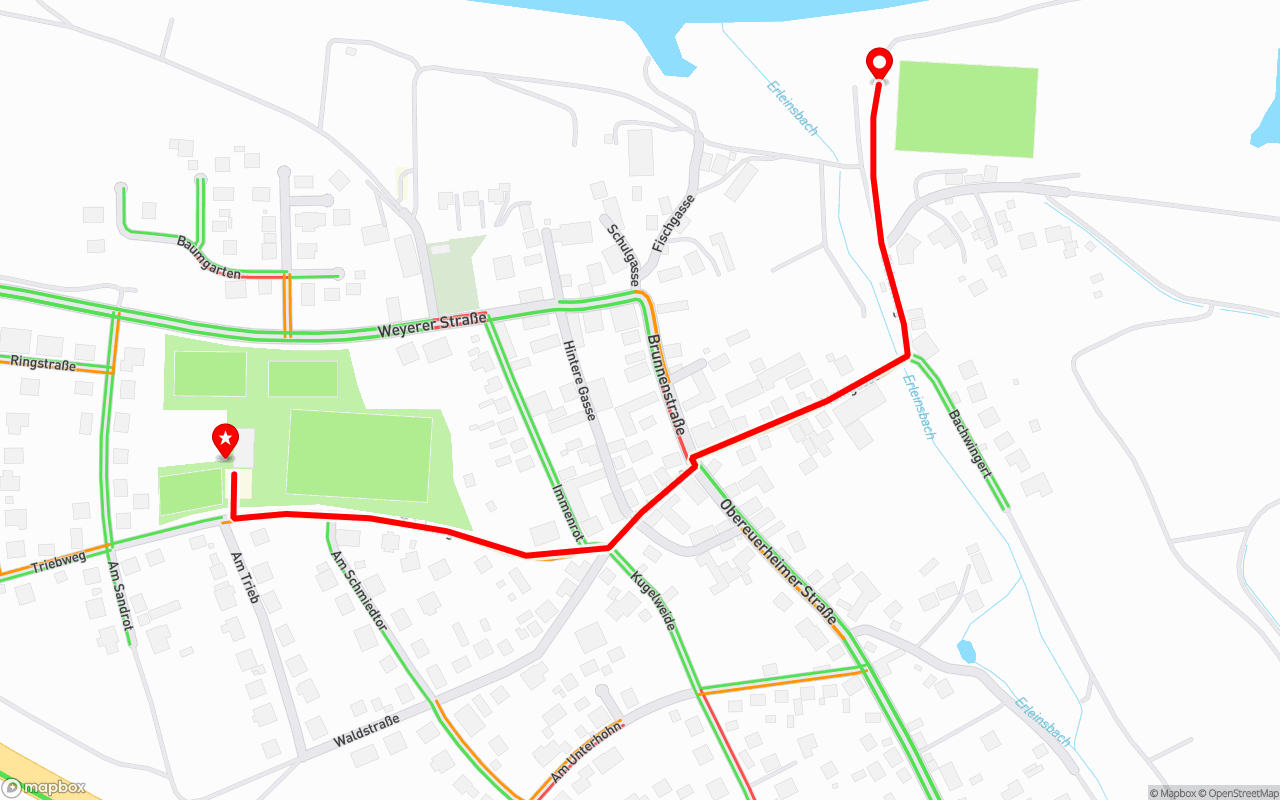 Erleinsbach
Fischgasse
Schulgasse
Baumgarten
Weyerer Straße
Brunnenstraße
Ringstraße
Hintere Gasse
Erleinsbach
Bachwingert
Immenrot
Obereuerheimer Straße
Triebweg
Am Sandrot
Am Trieb
Am Schmiedtor
Kugelweide
Waldstraße
Am Unterhohn
Erleinsbach
mapbox
© Mapbox © OpenStreetMap